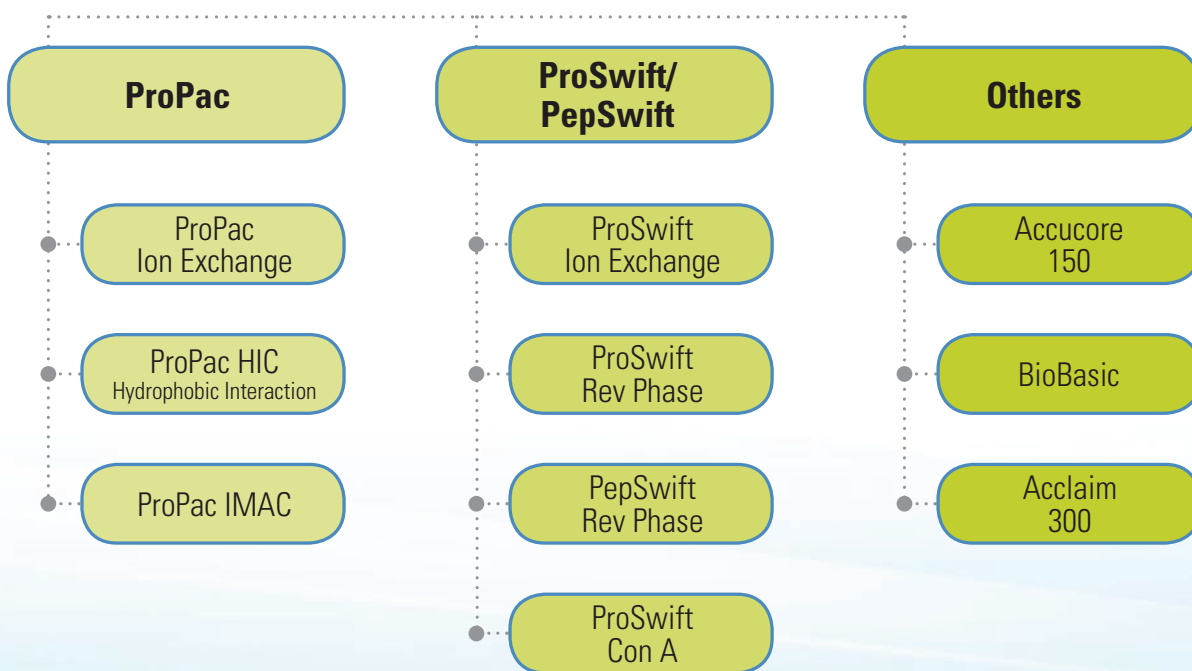 ProPac
ProPac
Ion Exchange
ProPac HIC
Hydrophobic Interaction
ProPac IMAC
ProSwift/
PepSwift
ProSwift
Ion Exchange
ProSwift
Rev Phase
PepSwift
Rev Phase
ProSwift
Con A
Others
Accucore
150
BioBasic
Acclaim
300